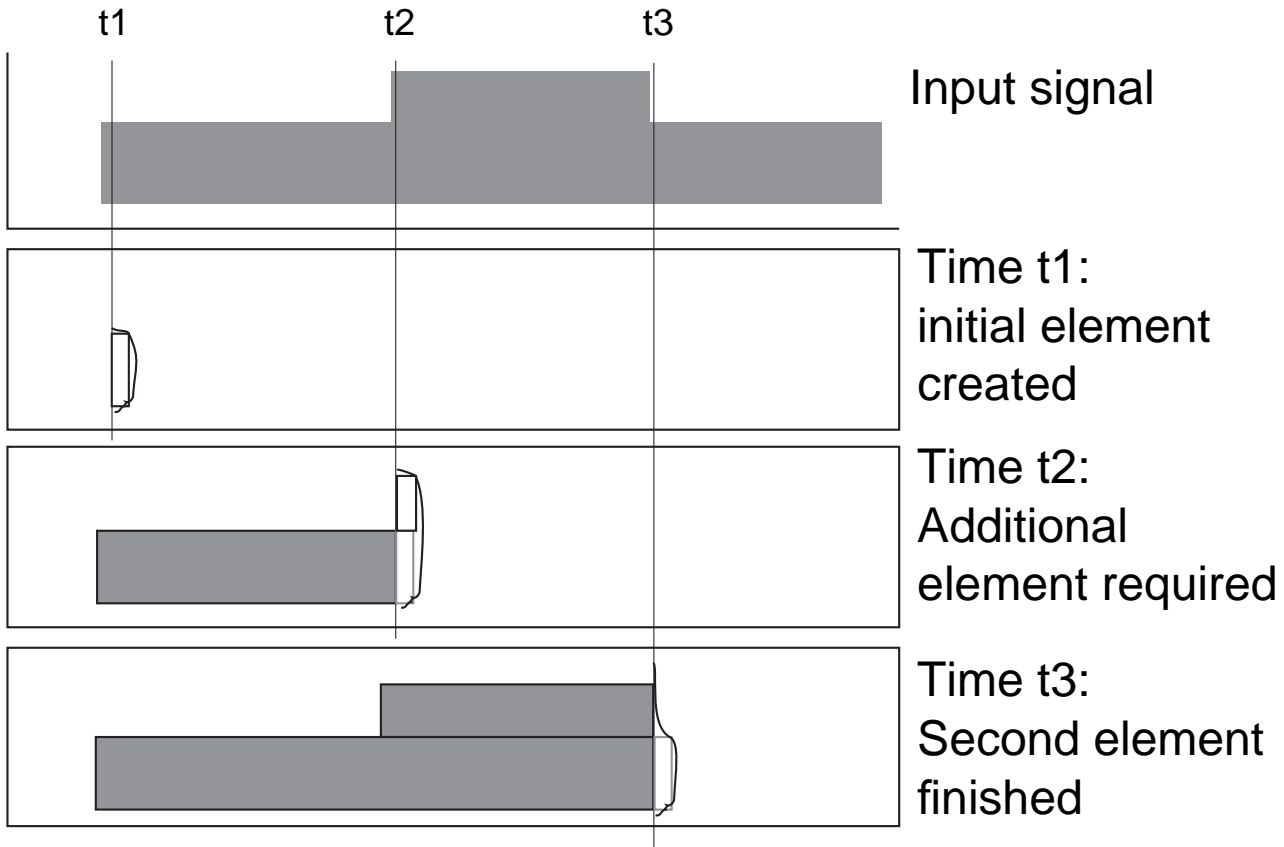 t1 t2 t3
Input signal
Time t1:
initial element
created
Time t2:
Additional
element required
Time t3:
Second element
finished